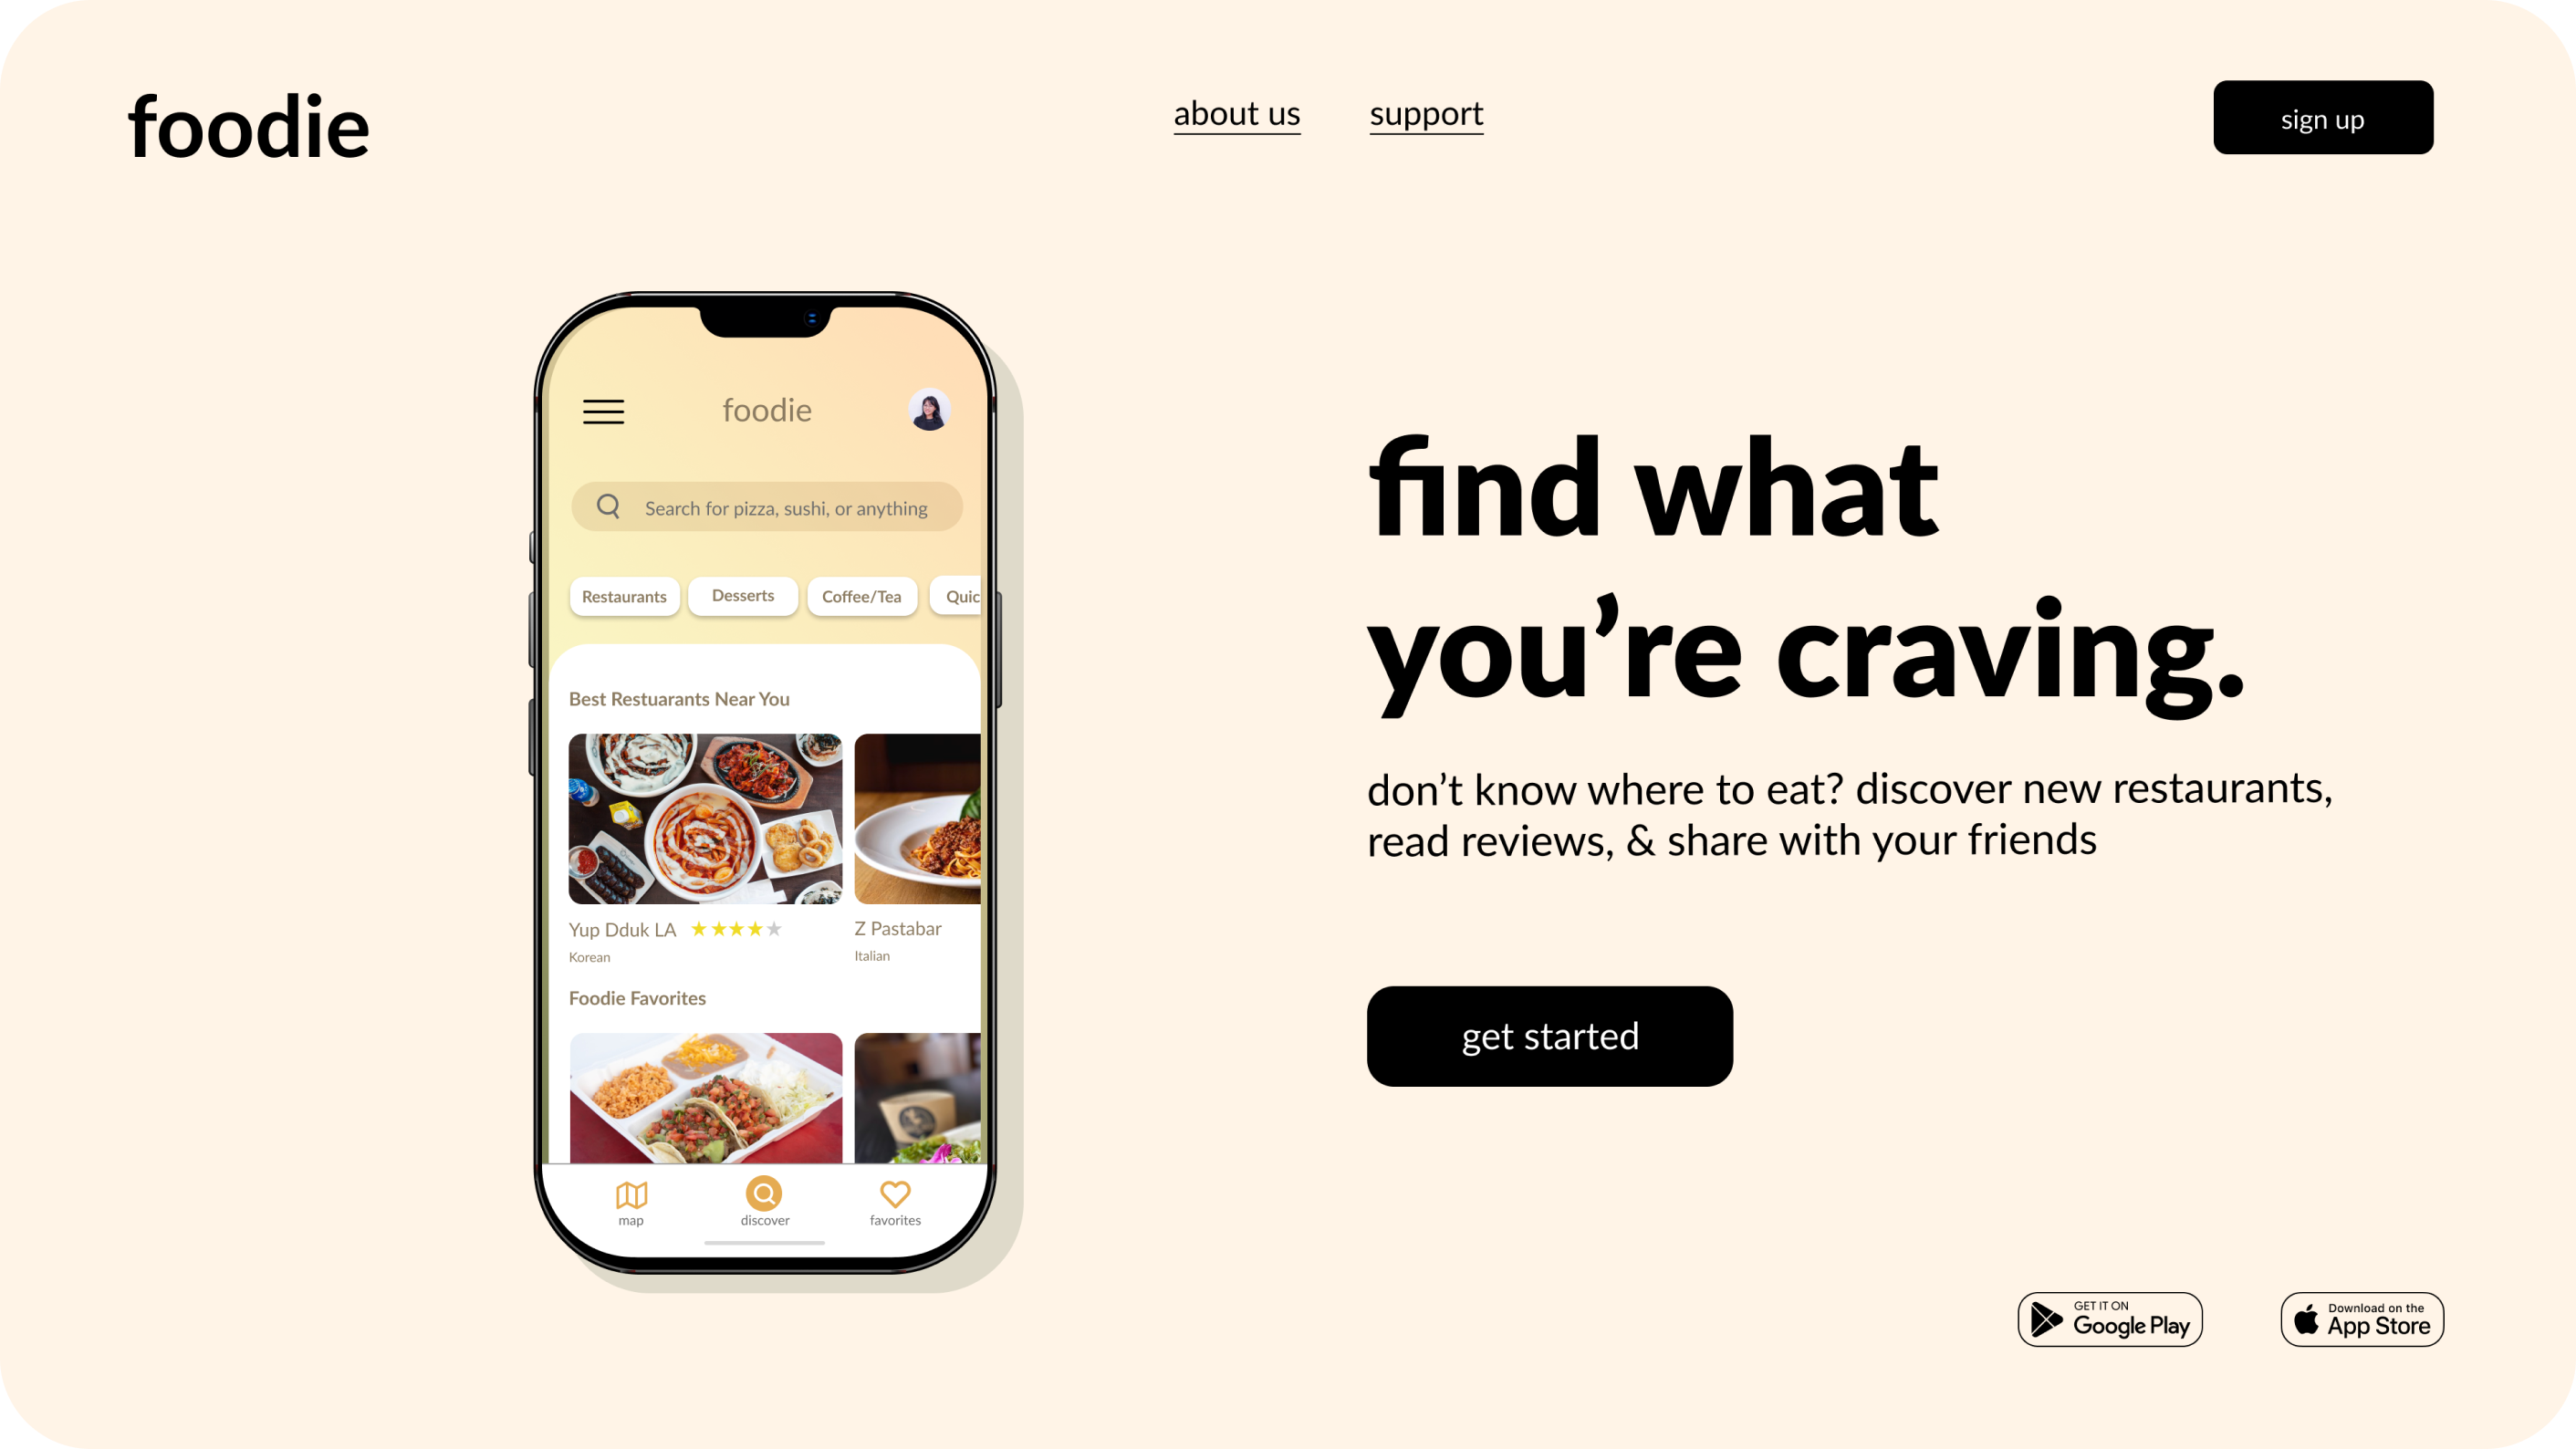 foodie
about us
support
sign up
foodie
Search for pizza, sushi, or anything
Restaurants
Desserts
Coffee/Tea
Quic
Best Restuarants Near You
Yup Dduk LA
Korean
Z Pastabar
Italian
Foodie Favorites
map
discover
favorites
find what
you’re craving.
don’t know where to eat? discover new restaurants,
read reviews, & share with your friends
get started
GET IT ON
Google Play
Download on the
App Store